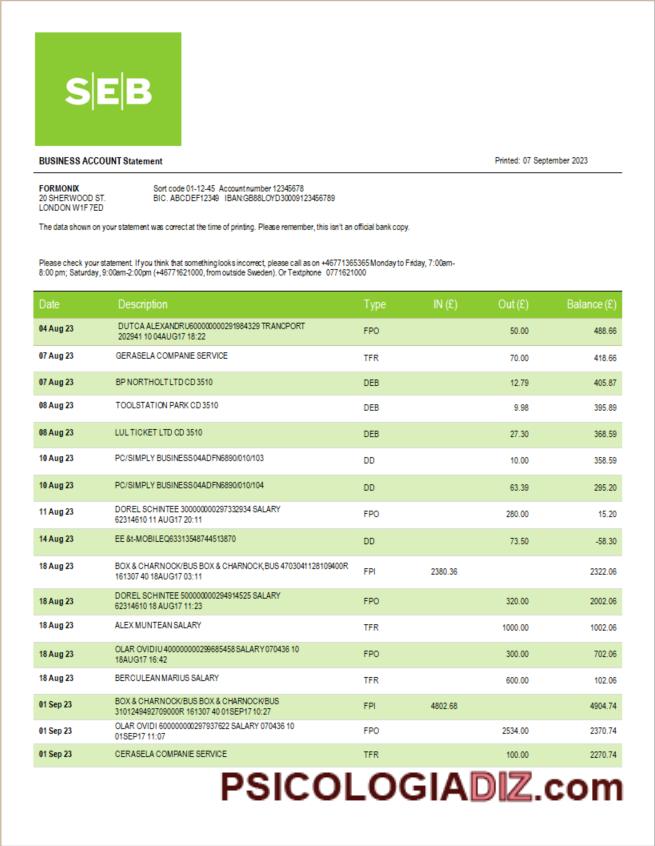 S|E|B
BUSINESS ACCOUNT Statement Printed: 07 September 2023
FORMONIX Sort code 01-12-45 Account number 12345678
20 SHERWOOD ST. BIC. ABCDEF12349 IBAN:GB88LOYD30009123456789
LONDON W1F7ED
The data shown on your statement was correct at the time of printing. Please remember, this isn't an official bank copy.
Please check your statement. If you think that something looks incorrect, please call as on +46771365365 Monday to Friday, 7:00am-
8:00 pm; Saturday, 9:00am-2:00pm (+46771621000, from outside Sweden). Or Textphone 0771621000
Date Description Type IN (£) Out (£) Balance (£)
04 Aug 23 DUTCA ALEXANDRU600000000291984329 TRANCPORT FPO 50.00 488.66
202941 10 04AUG17 18:22
07 Aug 23 GERASELA COMPANIE SERVICE TFR 70.00 418.66
07 Aug 23 BP NORTHOLT LTD CD 3510 DEB 12.79 405.87
08 Aug 23 TOOLSTATION PARK CD 3510 DEB 9.98 395.89
08 Aug 23 LUL TICKET LTD CD 3510 DEB 27.30 368.59
10 Aug 23 PC/SIMPLY BUSINESS04ADFN6890/010/103 DD 10.00 358.59
10 Aug 23 PC/SIMPLY BUSINESS04ADFN6890/010/104 DD 63.39 295.20
11 Aug 23 DOREL SCHINTEE 300000000297332934 SALARY FPO 280.00 15.20
62314610 11 AUG17 20:11
14 Aug 23 EE &t-MOBILEQ63313548744513870 DD 73.50 -58.30
18 Aug 23 BOX & CHARNOCK/BUS BOX & CHARNOCK,BUS 4703041128109400R FPI 2380.36 2322.06
161307 40 18AUG17 03:11
18 Aug 23 DOREL SCHINTEE 500000000294914525 SALARY FPO 320.00 2002.06
62314610 18 AUG17 11:23
18 Aug 23 ALEX MUNTEAN SALARY TFR 1000.00 1002.06
18 Aug 23 OLAR OVIDIU 400000000299685458 SALARY 070436 10 FPO 300.00 702.06
18AUG17 16:42
18 Aug 23 BERCULEAN MARIUS SALARY TFR 600.00 102.06
01 Sep 23 BOX & CHARNOCK/BUS BOX & CHARNOCK/BUS FPI 4802.68 4904.74
3101249492709000R 161307 40 01SEP17 10:27
01 Sep 23 OLAR OVIDI 600000000297937622 SALARY 070436 10 FPO 2534.00 2370.74
01SEP17 11:07
01 Sep 23 CERASELA COMPANIE SERVICE TFR 100.00 2270.74
PSICOLOGIADIZ.com